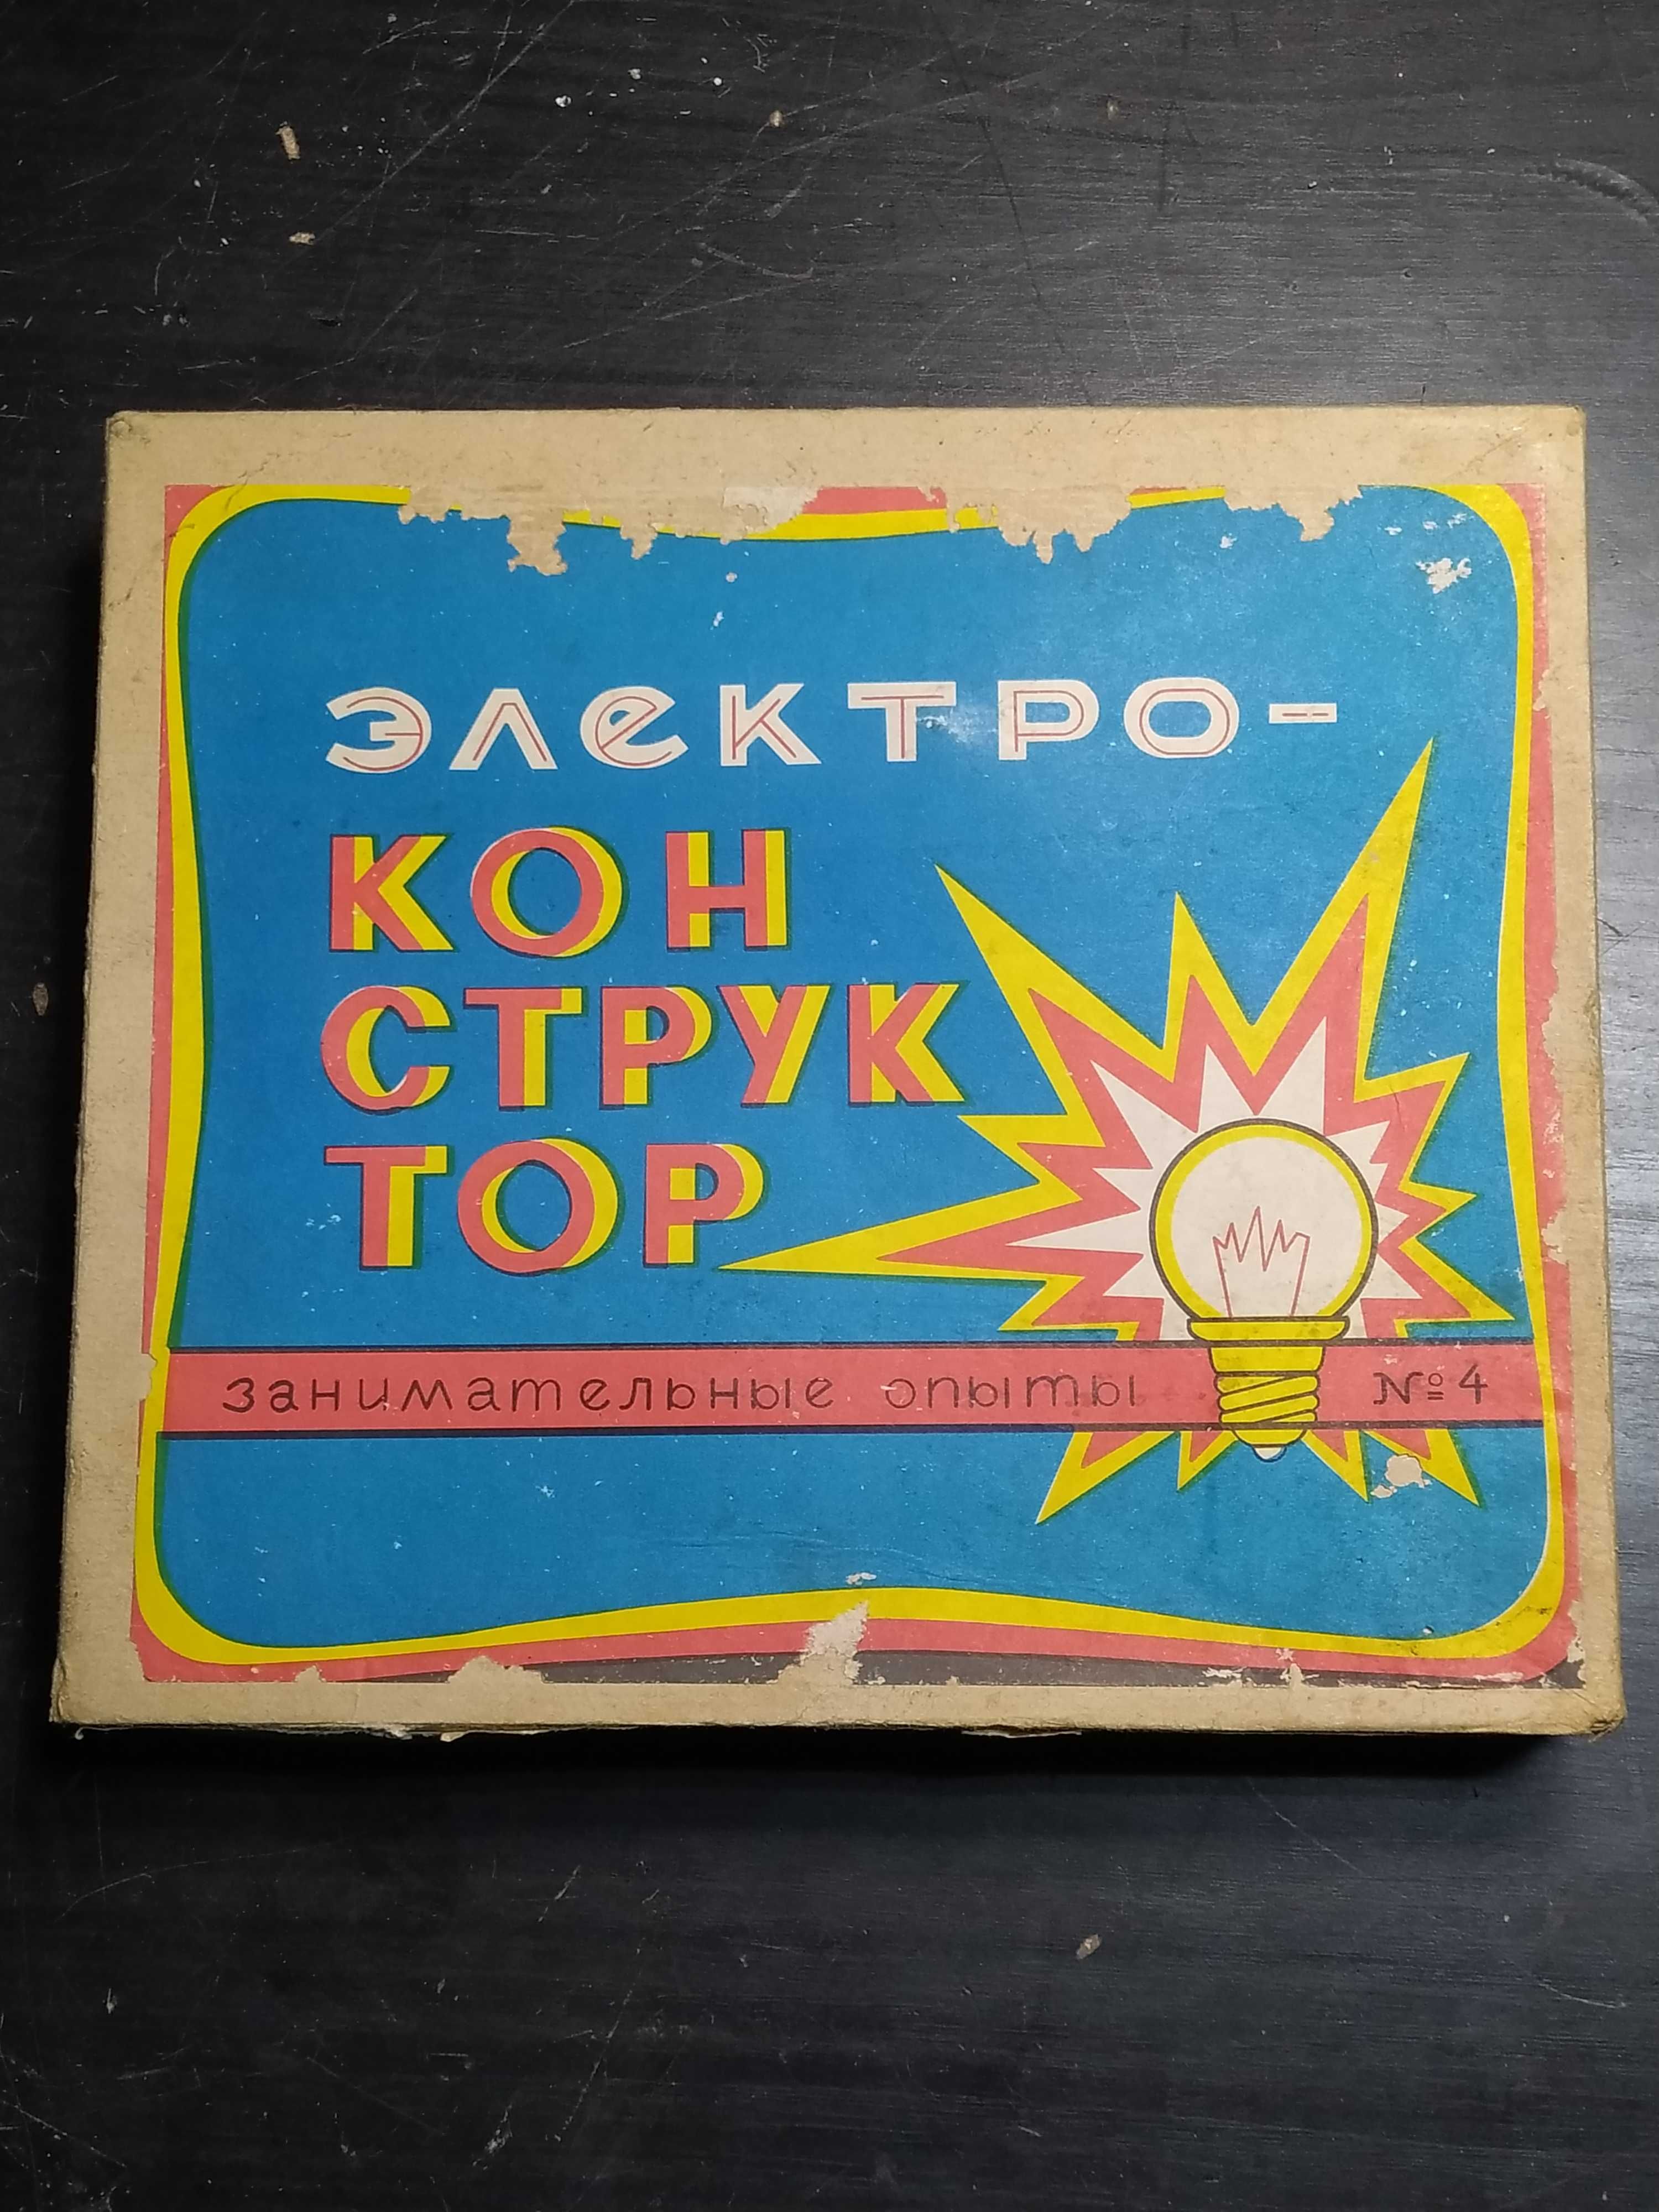 ЭЛЕКТРО-
КОН
СТРУК
ТОР
занимательные опыты №4